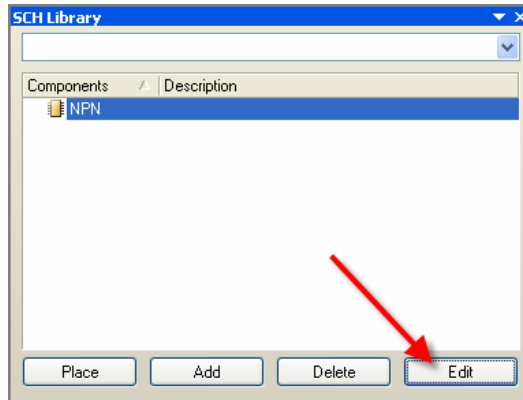 SCH Library
Components Description
NPN
Place Add Delete Edit